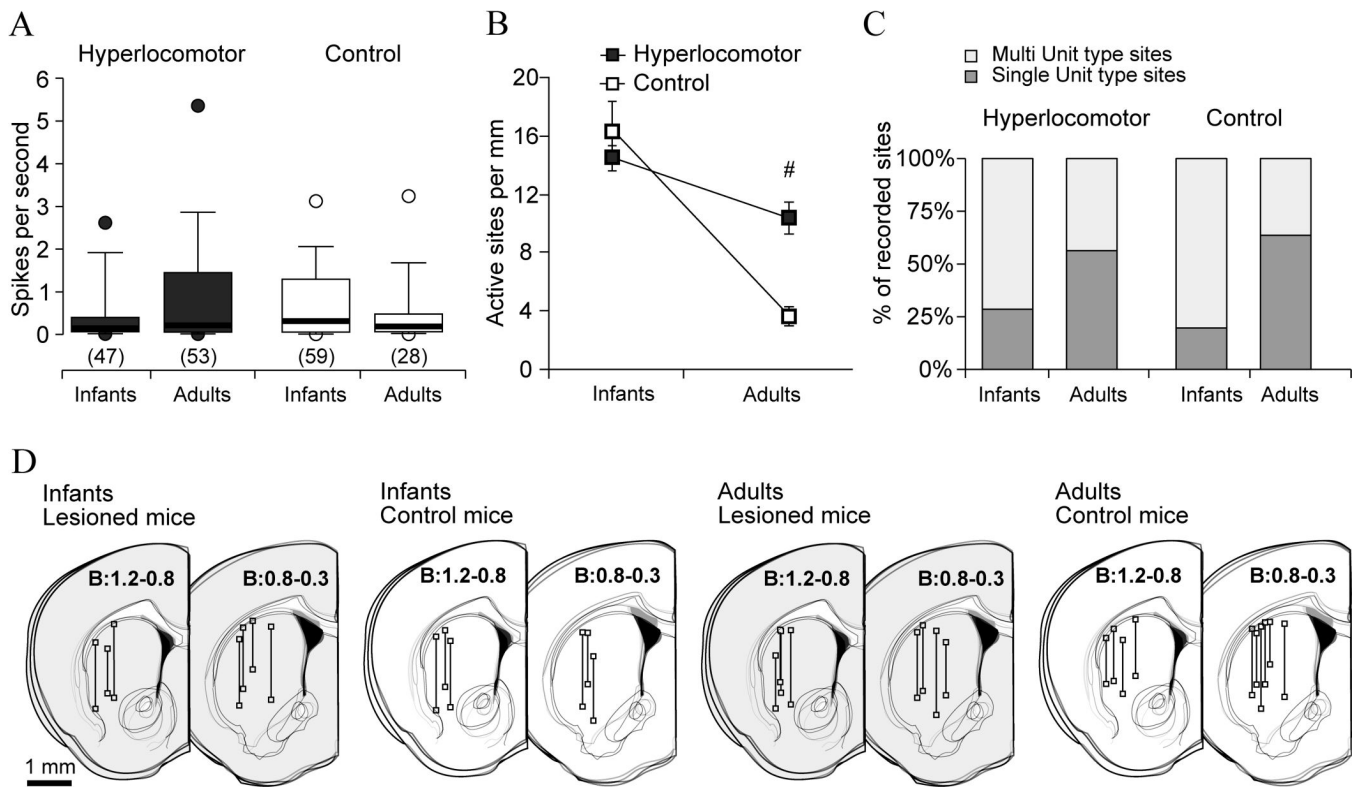 A
Hyperlocomotor
Control
Spikes per second
6
5
4
3
2
1
0
(47)
(53)
(59)
(28)
Infants
Adults
Infants
Adults
B
Hyperlocomotor
Control
Active sites per mm
20
16
12
8
4
0
#
Infants
Adults
C
Multi Unit type sites
Single Unit type sites
Hyperlocomotor
Control
% of recorded sites
100%
75%
50%
25%
0%
Infants
Adults
Infants
Adults
D
Infants
Lesioned mice
B:1.2-0.8
B:0.8-0.3
Infants
Control mice
B:1.2-0.8
B:0.8-0.3
Adults
Lesioned mice
B:1.2-0.8
B:0.8-0.3
Adults
Control mice
B:1.2-0.8
B:0.8-0.3
1 mm